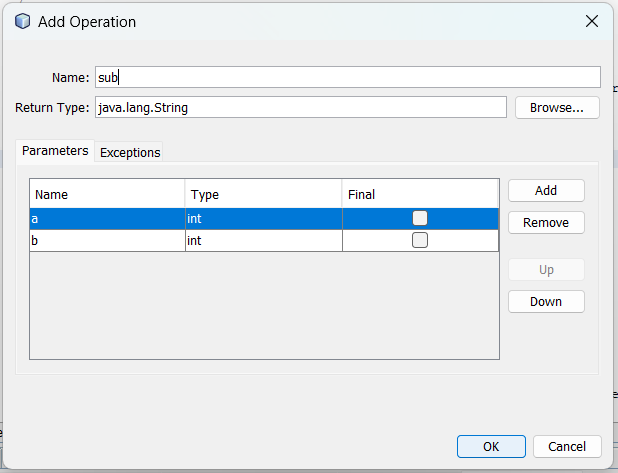 Add Operation
Name: sub
Return Type: java.lang.String Browse...
Parameters Exceptions
Name Type Final Add
a int Remove
b int
Up
Down
OK Cancel